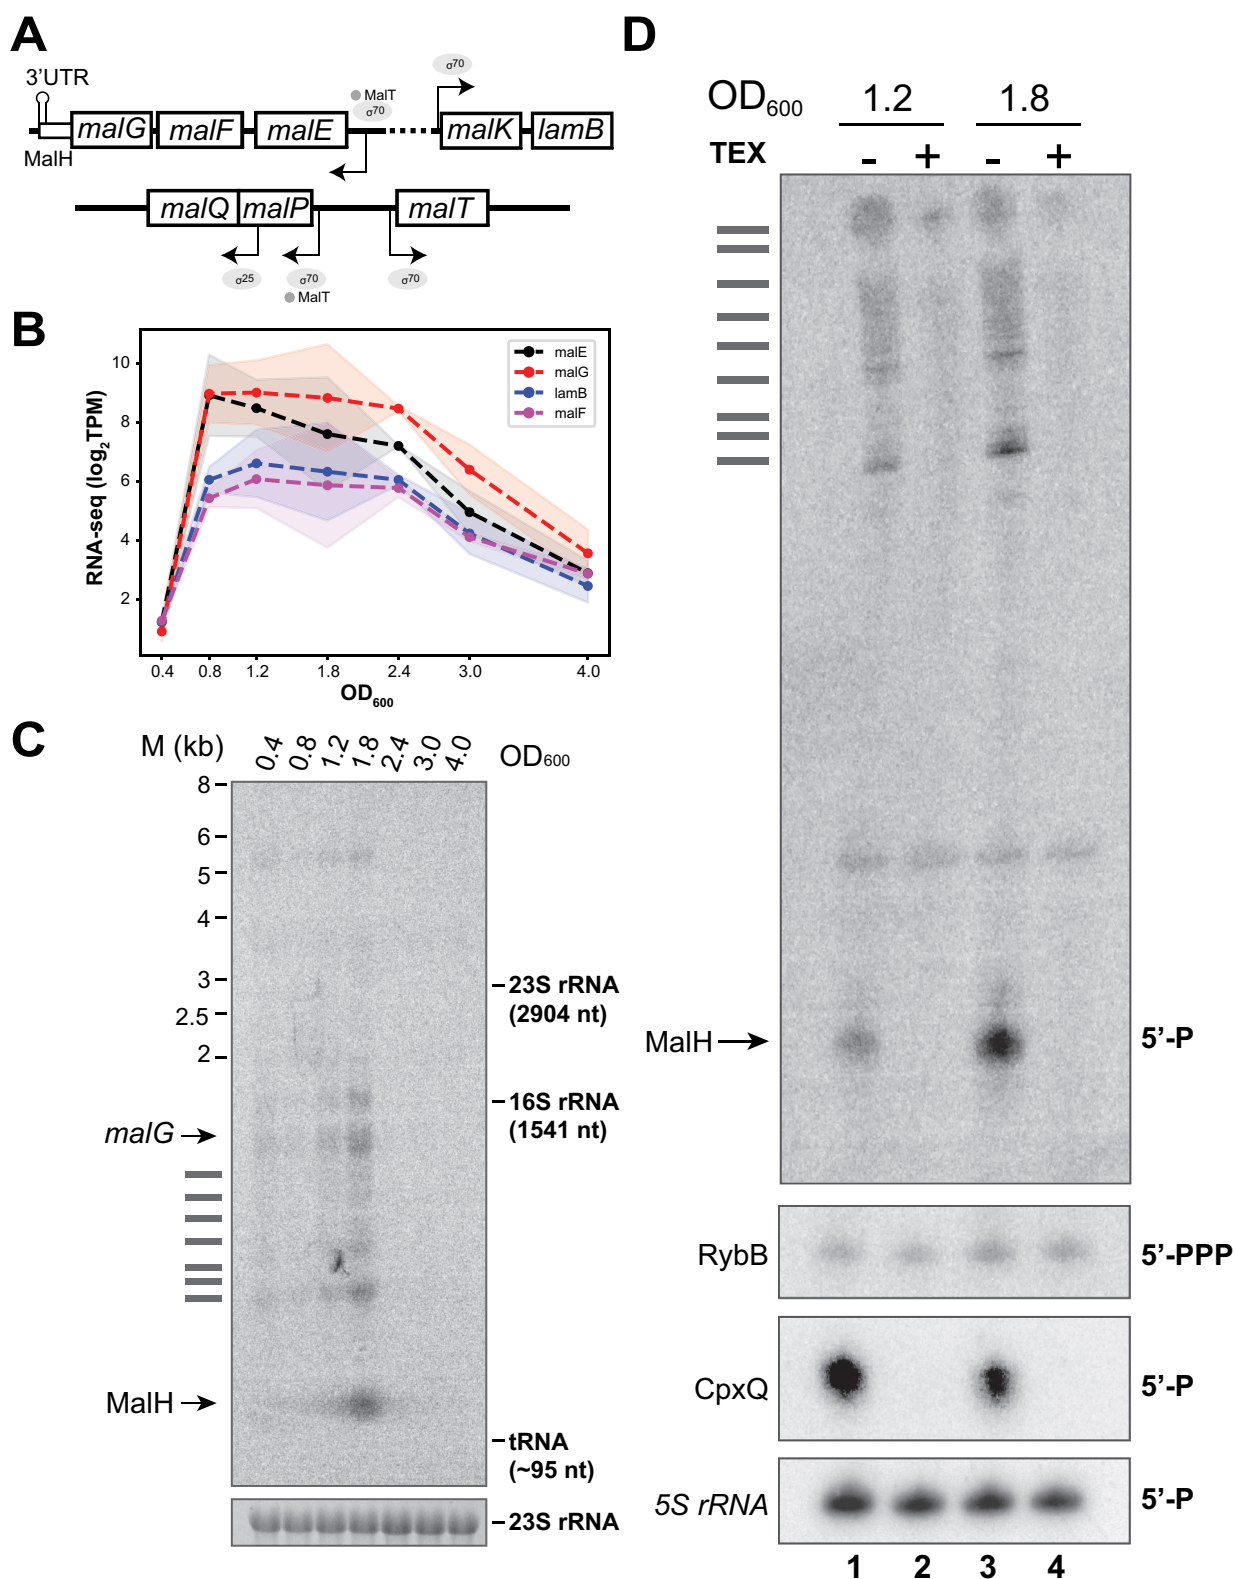 A
3'UTR
MalH
malG
malF
malE
MalT
σ70
σ70
malK
lamB
malQ
malP
malT
σ25
σ70
MalT
σ70
B
RNA-seq (log2TPM)
10
8
6
4
2
malE
malG
lamB
malF
0.4 0.8 1.2 1.8 2.4 3.0 4.0
OD600
C
M (kb)
0.4 0.8 1.2 1.8 2.4 3.0 4.0 OD600
8
6
5
4
3
2.5
2
malG
MalH
23S rRNA
(2904 nt)
16S rRNA
(1541 nt)
tRNA
(~95 nt)
23S rRNA
D
OD600 1.2 1.8
TEX - + - +
MalH 5'-P
RybB 5'-PPP
CpxQ 5'-P
5S rRNA 5'-P
1 2 3 4